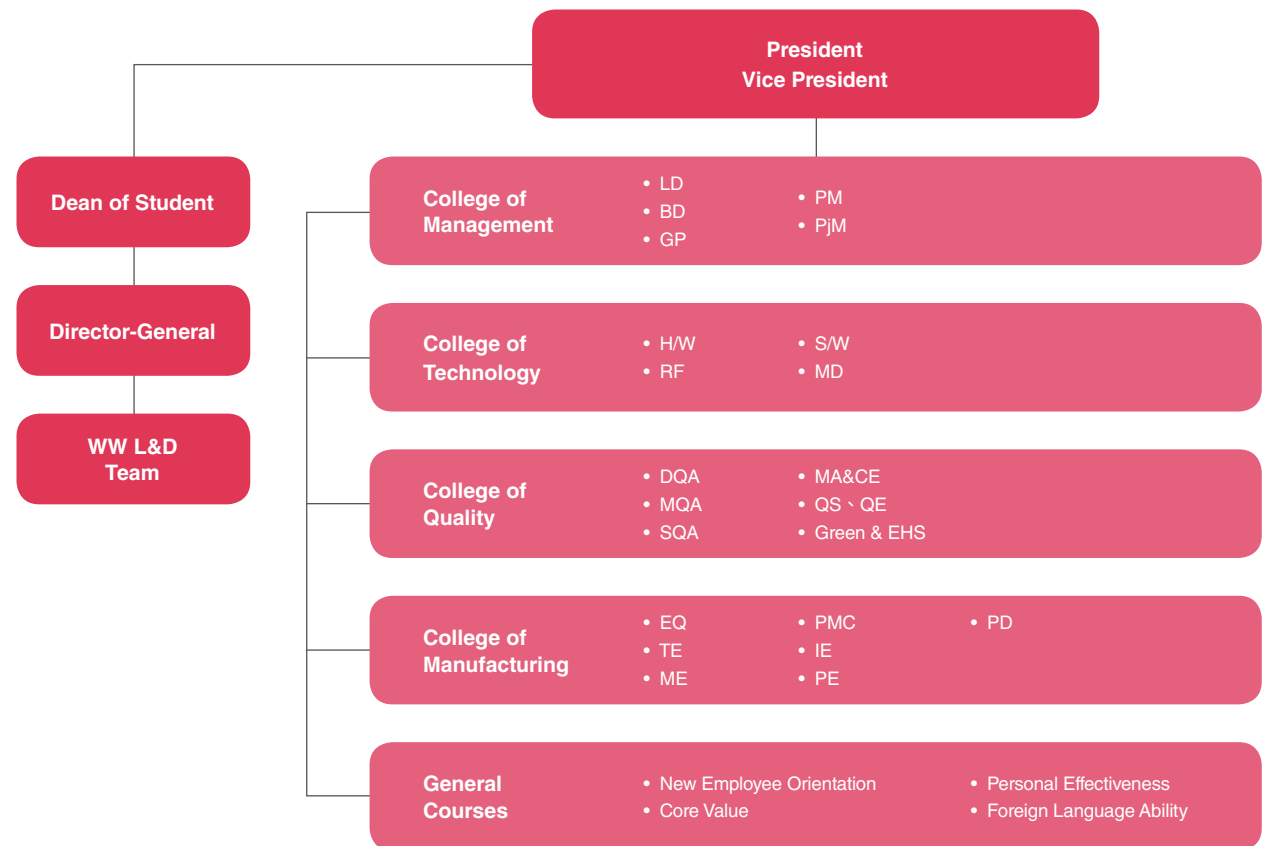 President
Vice President
Dean of Student
Director-General
WW L&D
Team
College of
Management
• LD
• BD
• GP
• PM
• PjM
College of
Technology
• H/W
• RF
• S/W
• MD
College of
Quality
• DQA
• MQA
• SQA
• MA&CE
• QS、QE
• Green & EHS
College of
Manufacturing
• EQ
• TE
• ME
• PMC
• IE
• PE
• PD
General
Courses
• New Employee Orientation
• Core Value
• Personal Effectiveness
• Foreign Language Ability